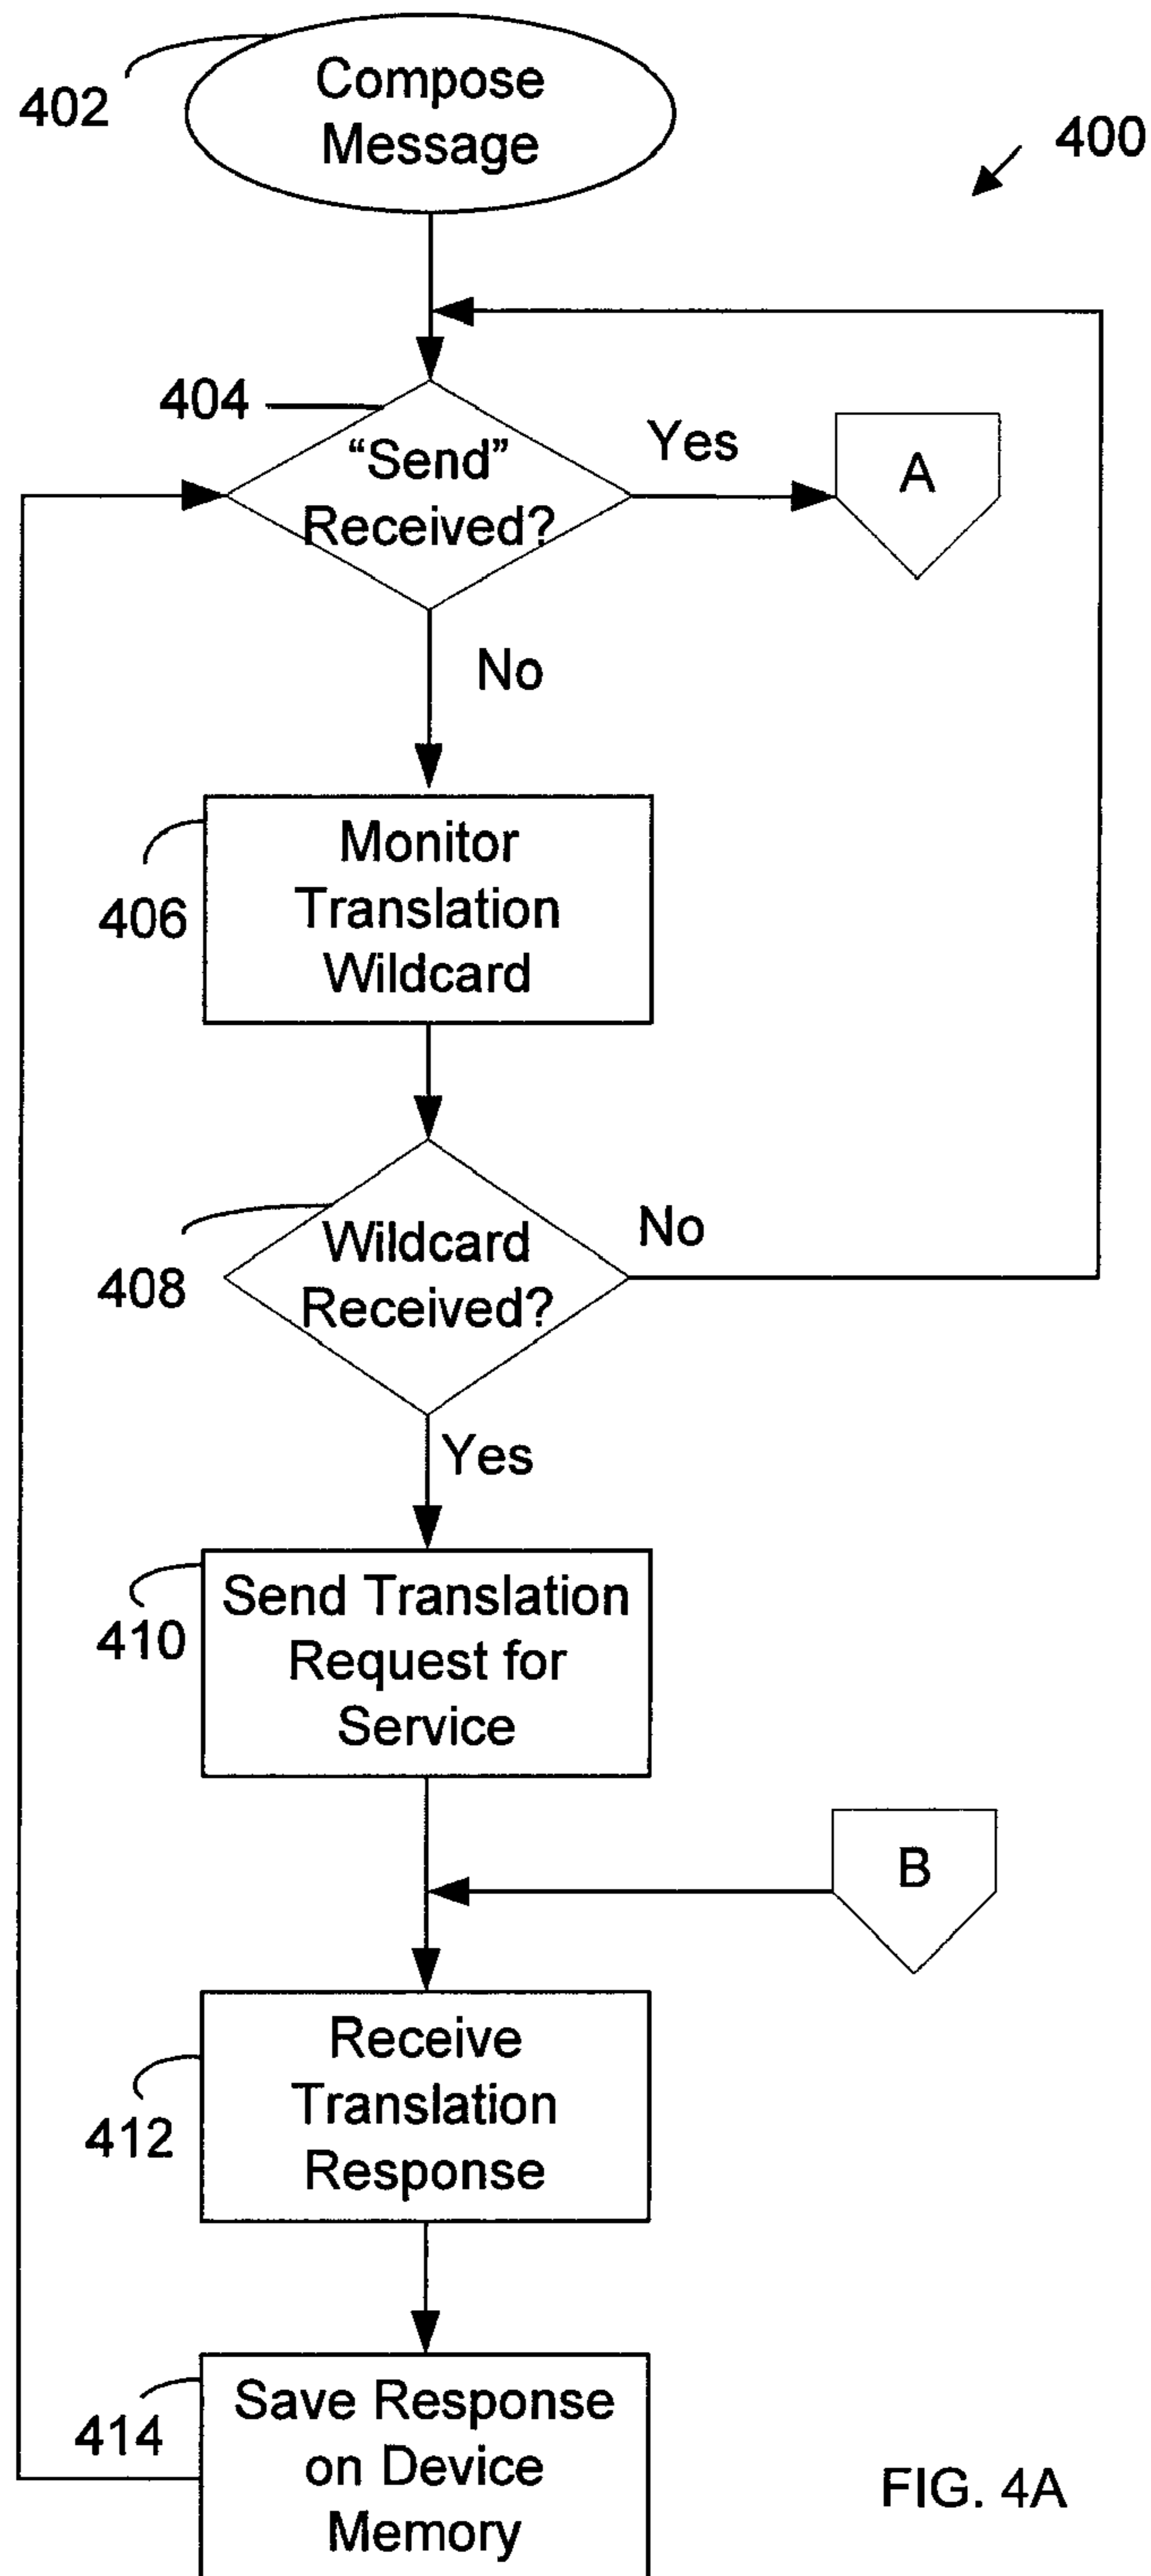 402
Compose
Message
400
404
“Send”
Received?
Yes
A
No
406
Monitor
Translation
Wildcard
408
Wildcard
Received?
No
Yes
410
Send Translation
Request for
Service
B
412
Receive
Translation
Response
414
Save Response
on Device
Memory
FIG. 4A